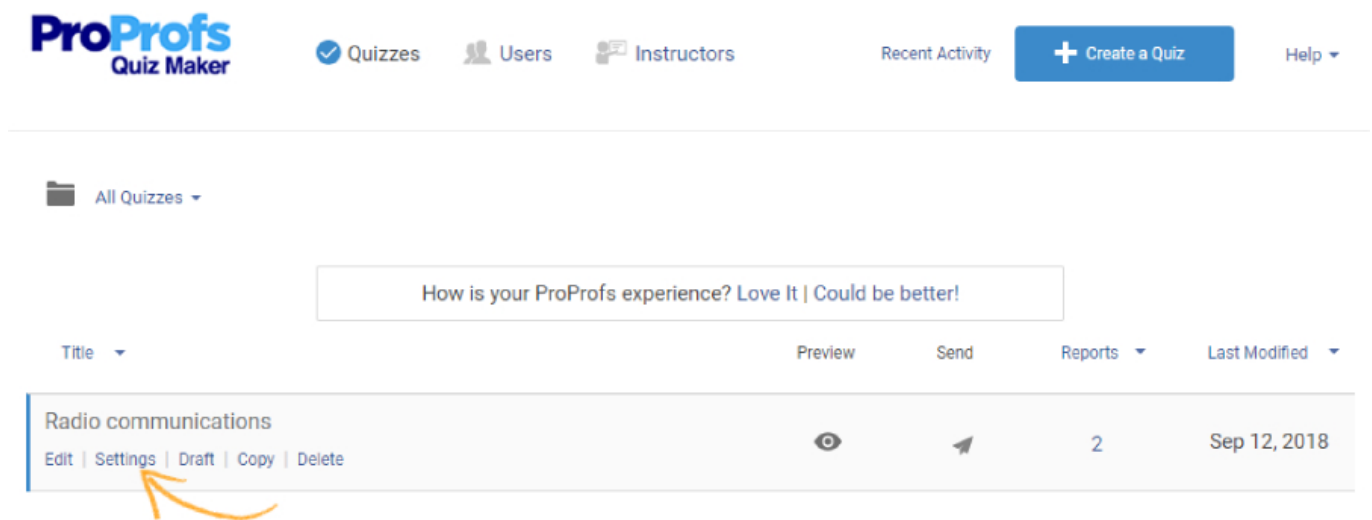 ProProfs
Quiz Maker
Quizzes Users Instructors Recent Activity Create a Quiz Help
All Quizzes
How is your ProProfs experience? Love It | Could be better!
Title Preview Send Reports Last Modified
Radio communications
Edit | Settings | Draft | Copy | Delete
2 Sep 12, 2018